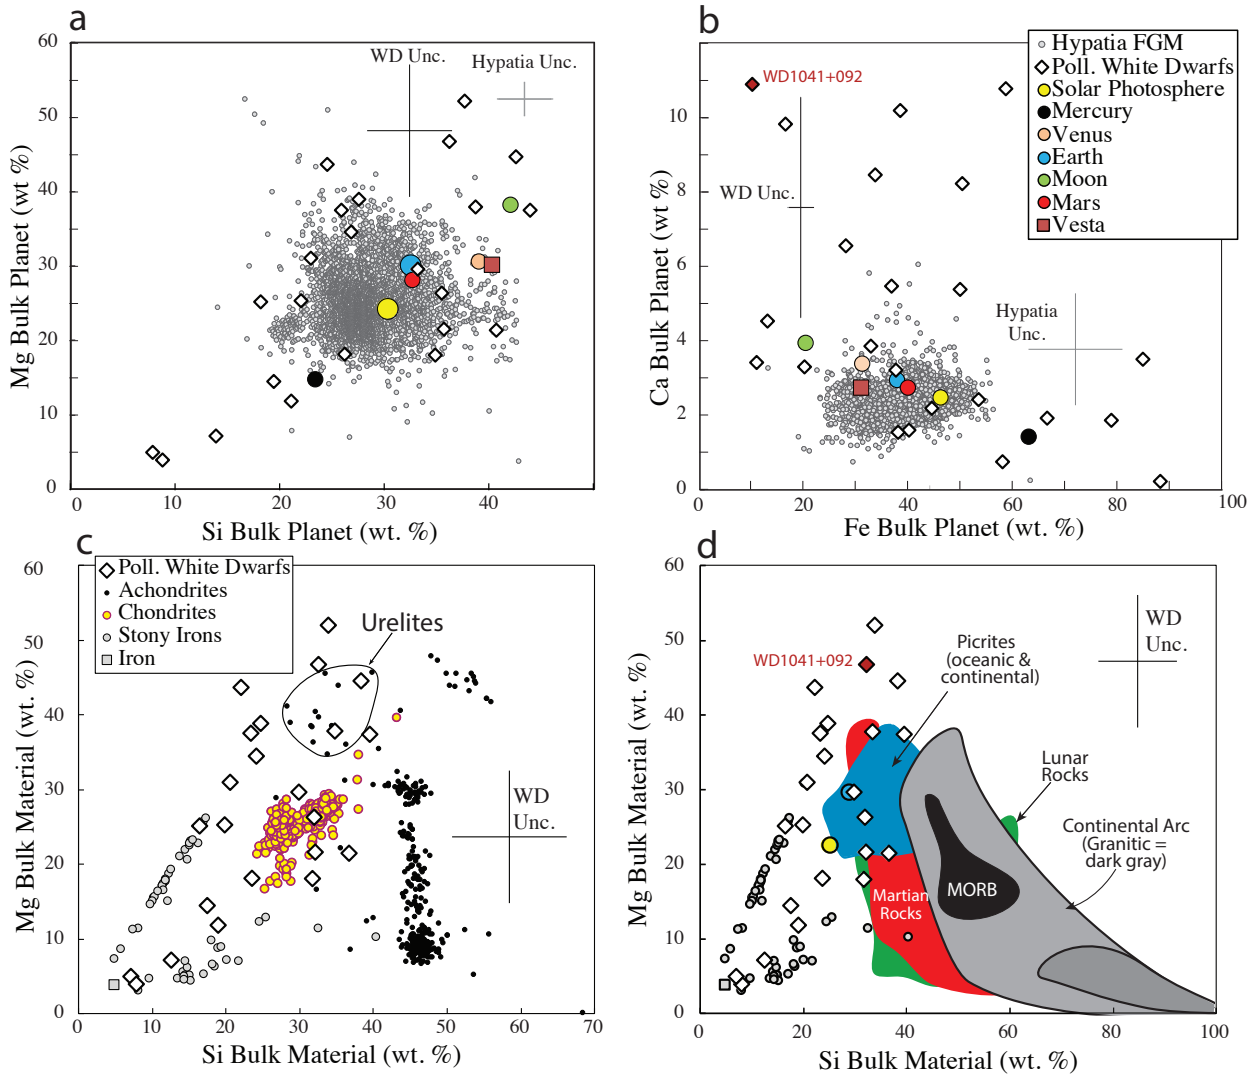 a
60
50
40
30
20
10
0
Mg Bulk Planet (wt %)
WD Unc.
Hypatia Unc.
0
10
20
30
40
Si Bulk Planet (wt. %)
b
10
8
6
4
2
0
Ca Bulk Planet (wt %)
WD1041+092
WD Unc.
Hypatia
Unc.
Hypatia FGM
Poll. White Dwarfs
Solar Photosphere
Mercury
Venus
Earth
Moon
Mars
Vesta
0
20
40
60
80
100
Fe Bulk Planet (wt. %)
c
60
50
40
30
20
10
0
Mg Bulk Material (wt. %)
Poll. White Dwarfs
Achondrites
Chondrites
Stony Irons
Iron
Urelites
WD
Unc.
0
10
20
30
40
50
60
70
Si Bulk Material (wt. %)
d
60
50
40
30
20
10
0
Mg Bulk Material (wt. %)
WD
Unc.
Picrites
(oceanic &
continental)
WD1041+092
Lunar
Rocks
Continental Arc
(Granitic =
dark gray)
Martian
Rocks
MORB
0
20
40
60
80
100
Si Bulk Material (wt. %)